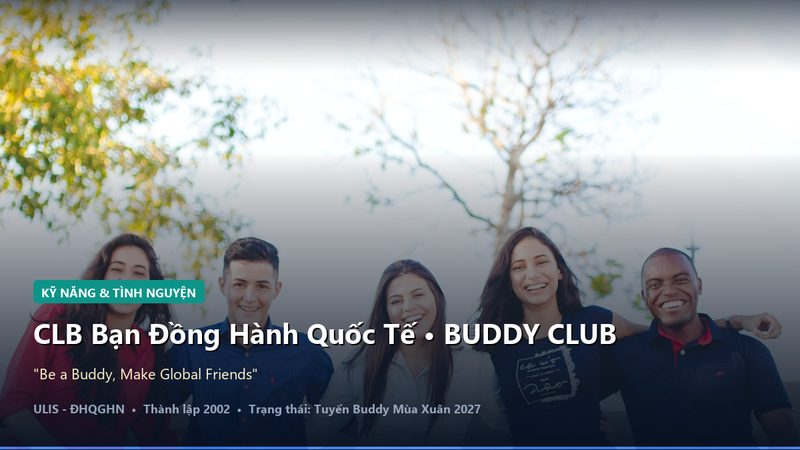 KỸ NĂNG & TÌNH NGUYỆN
CLB Bạn Đồng Hành Quốc Tế • BUDDY CLUB
"Be a Buddy, Make Global Friends"
ULIS - ĐHQGHN • Thành lập 2002 • Trạng thái: Tuyển Buddy Mùa Xuân 2027